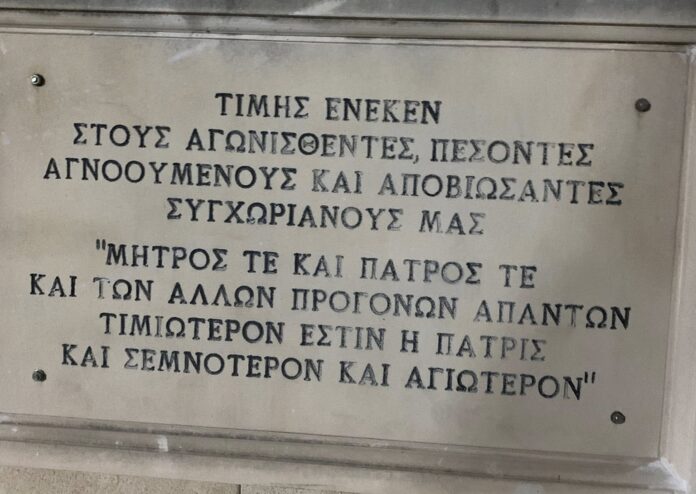 ΤΙΜΗΣ ΕΝΕΚΕΝ
ΣΤΟΥΣ ΑΓΩΝΙΣΘΕΝΤΕΣ, ΠΕΣΟΝΤΕΣ
ΑΓΝΟΟΥΜΕΝΟΥΣ ΚΑΙ ΑΠΟΒΙΩΣΑΝΤΕΣ
ΣΥΓΧΩΡΙΑΝΟΥΣ ΜΑΣ
"ΜΗΤΡΟΣ ΤΕ ΚΑΙ ΠΑΤΡΟΣ ΤΕ
ΚΑΙ ΤΩΝ ΑΛΛΩΝ ΠΡΟΓΟΝΩΝ ΑΠΑΝΤΩΝ
ΤΙΜΙΩΤΕΡΟΝ ΕΣΤΙΝ Η ΠΑΤΡΙΣ
ΚΑΙ ΣΕΜΝΟΤΕΡΟΝ ΚΑΙ ΑΓΙΩΤΕΡΟΝ"